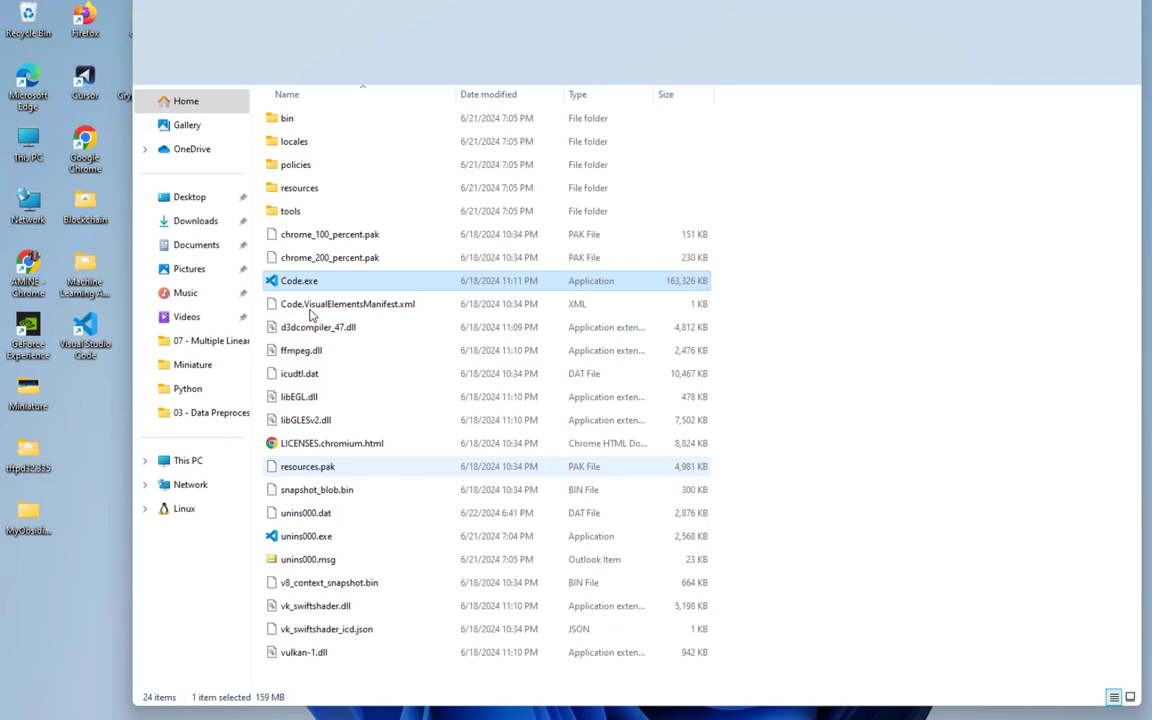 Recycle Bin
Firefox
Microsoft
Edge
Cursor
This PC
Google
Chrome
Network
Blockchain
AMINE -
Chrome
Machine
Learning A...
GeForce
Experience
Visual Studio
Code
Miniature
tftpd32.335
MyObsidi...
Home
Gallery
OneDrive
Desktop
Downloads
Documents
Pictures
Music
Videos
07 - Multiple Linear
Miniature
Python
03 - Data Preproces
This PC
Network
Linux
Name Date modified Type Size
bin 6/21/2024 7:05 PM File folder
locales 6/21/2024 7:05 PM File folder
policies 6/21/2024 7:05 PM File folder
resources 6/21/2024 7:05 PM File folder
tools 6/21/2024 7:05 PM File folder
chrome_100_percent.pak 6/18/2024 10:34 PM PAK File 151 KB
chrome_200_percent.pak 6/18/2024 10:34 PM PAK File 230 KB
Code.exe 6/18/2024 11:11 PM Application 163,326 KB
Code.VisualElementsManifest.xml 6/18/2024 10:34 PM XML 1 KB
d3dcompiler_47.dll 6/18/2024 11:09 PM Application exten... 4,812 KB
ffmpeg.dll 6/18/2024 11:10 PM Application exten... 2,476 KB
icudtl.dat 6/18/2024 10:34 PM DAT File 10,467 KB
libEGL.dll 6/18/2024 11:10 PM Application exten... 478 KB
libGLESv2.dll 6/18/2024 11:10 PM Application exten... 7,502 KB
LICENSES.chromium.html 6/18/2024 10:34 PM Chrome HTML Do... 8,824 KB
resources.pak 6/18/2024 10:34 PM PAK File 4,981 KB
snapshot_blob.bin 6/18/2024 10:34 PM BIN File 300 KB
unins000.dat 6/22/2024 6:41 PM DAT File 2,876 KB
unins000.exe 6/21/2024 7:04 PM Application 2,568 KB
unins000.msg 6/21/2024 7:05 PM Outlook Item 23 KB
v8_context_snapshot.bin 6/18/2024 10:34 PM BIN File 664 KB
vk_swiftshader.dll 6/18/2024 11:10 PM Application exten... 5,198 KB
vk_swiftshader_icd.json 6/18/2024 10:34 PM JSON 1 KB
vulkan-1.dll 6/18/2024 11:10 PM Application exten... 942 KB
24 items 1 item selected 159 MB